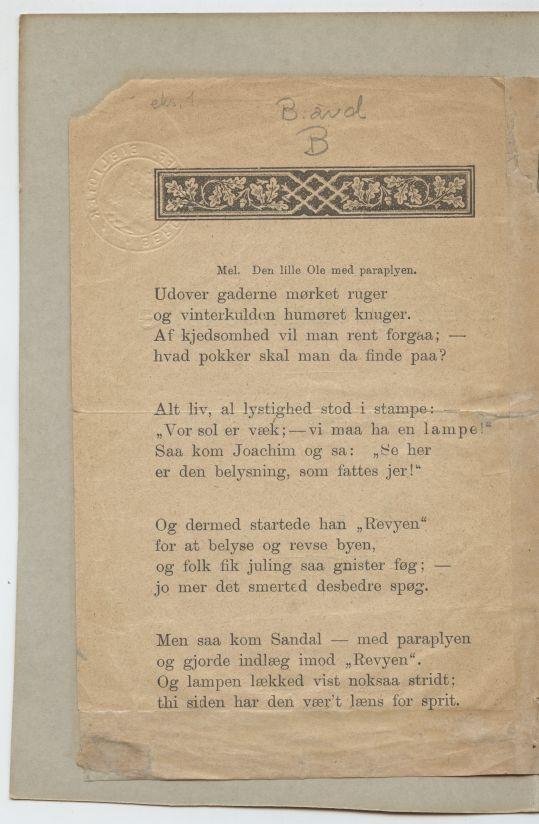 eks. 1
B: avd
B
Mel. Den lille Ole med paraplyen.
Udover gaderne mørket ruger
og vinterkulden humøret knuger.
Af kjedsomhed vil man rent forgaa; —
hvad pokker skal man da finde paa?
Alt liv, al lystighed stod i stampe: —
„Vor sol er væk; — vi maa ha en lampe!“
Saa kom Joachim og sa: „Se her
er den belysning, som fattes jer!“
Og dermed startede han „Revyen“
for at belyse og revse byen,
og folk fik juling saa gnister føg; —
jo mer det smerted desbedre spøg.
Men saa kom Sandal — med paraplyen
og gjorde indlæg imod „Revyen“.
Og lampen lækked vist noksaa stridt;
thi siden har den vær't læns for sprit.